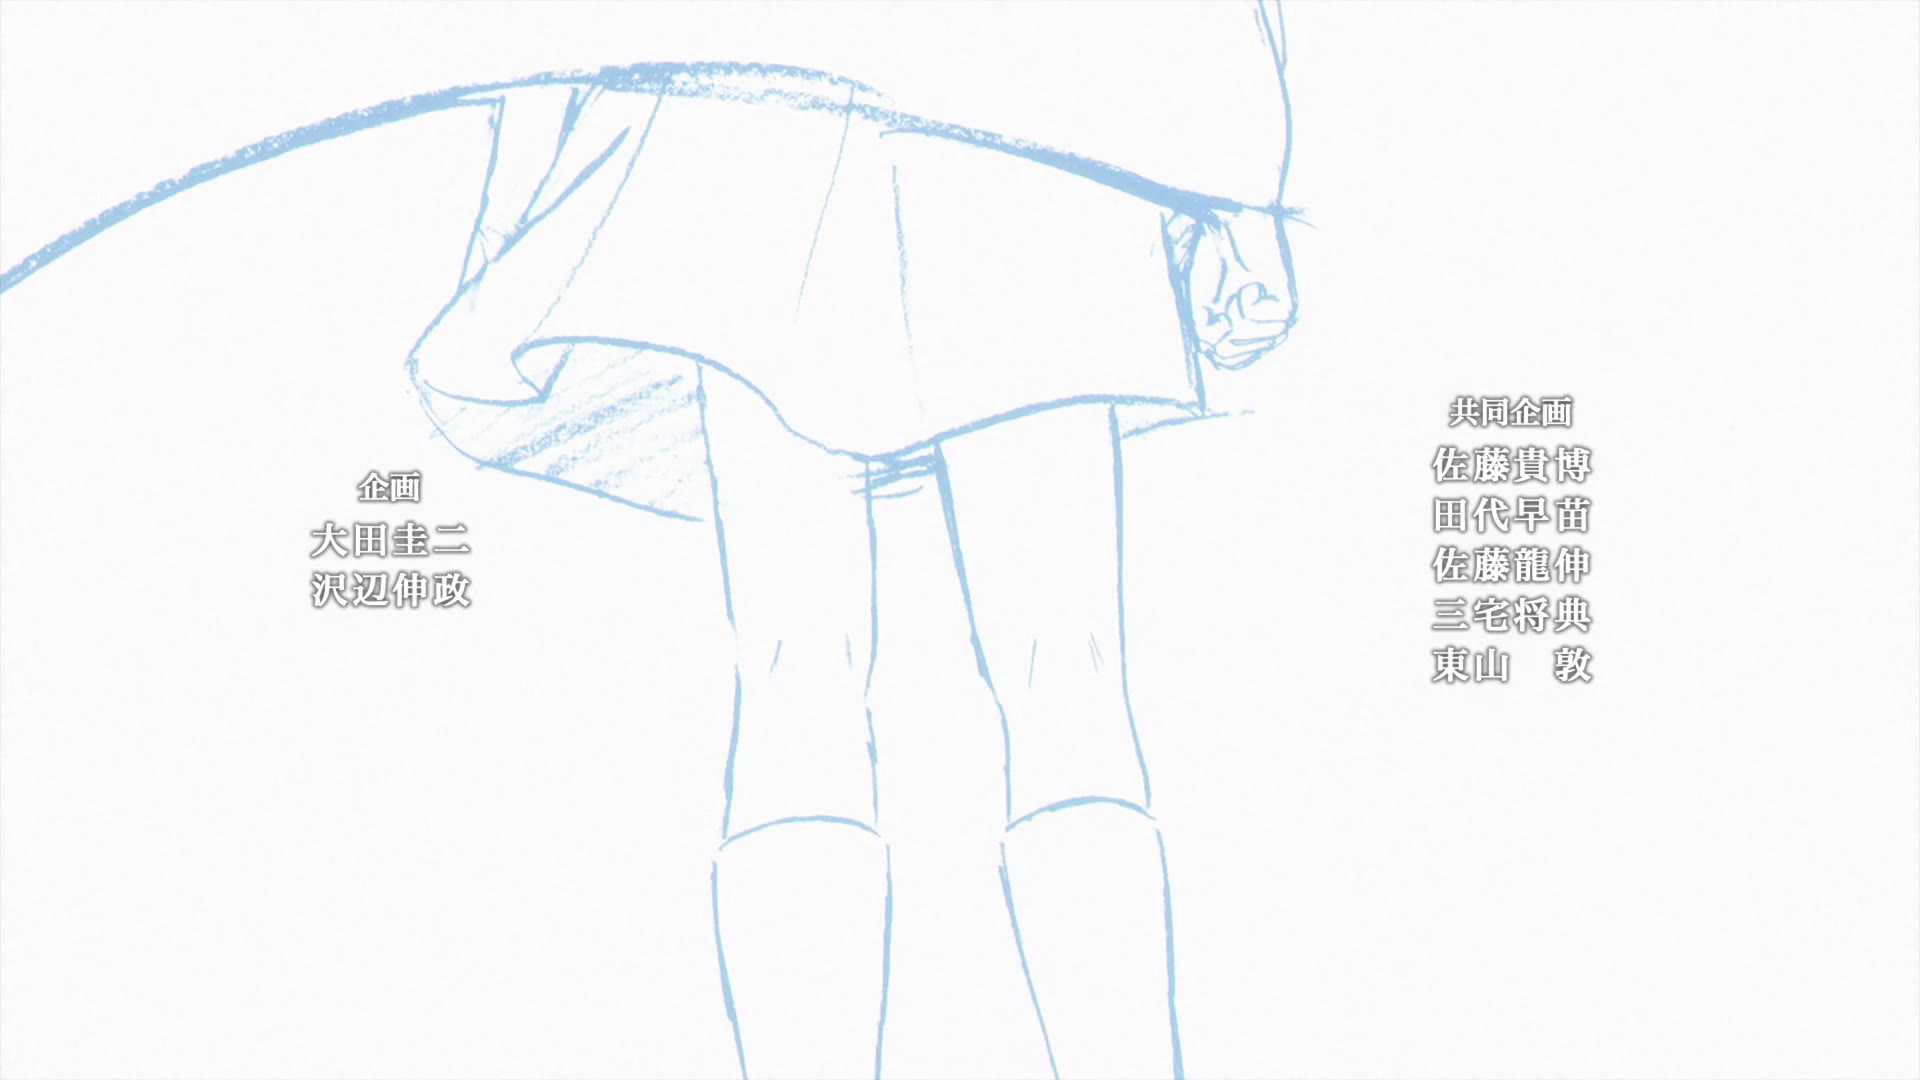 企画
大田圭二
沢辺伸政
共同企画
佐藤貴博
田代早苗
佐藤龍伸
三宅将典
東山　敦